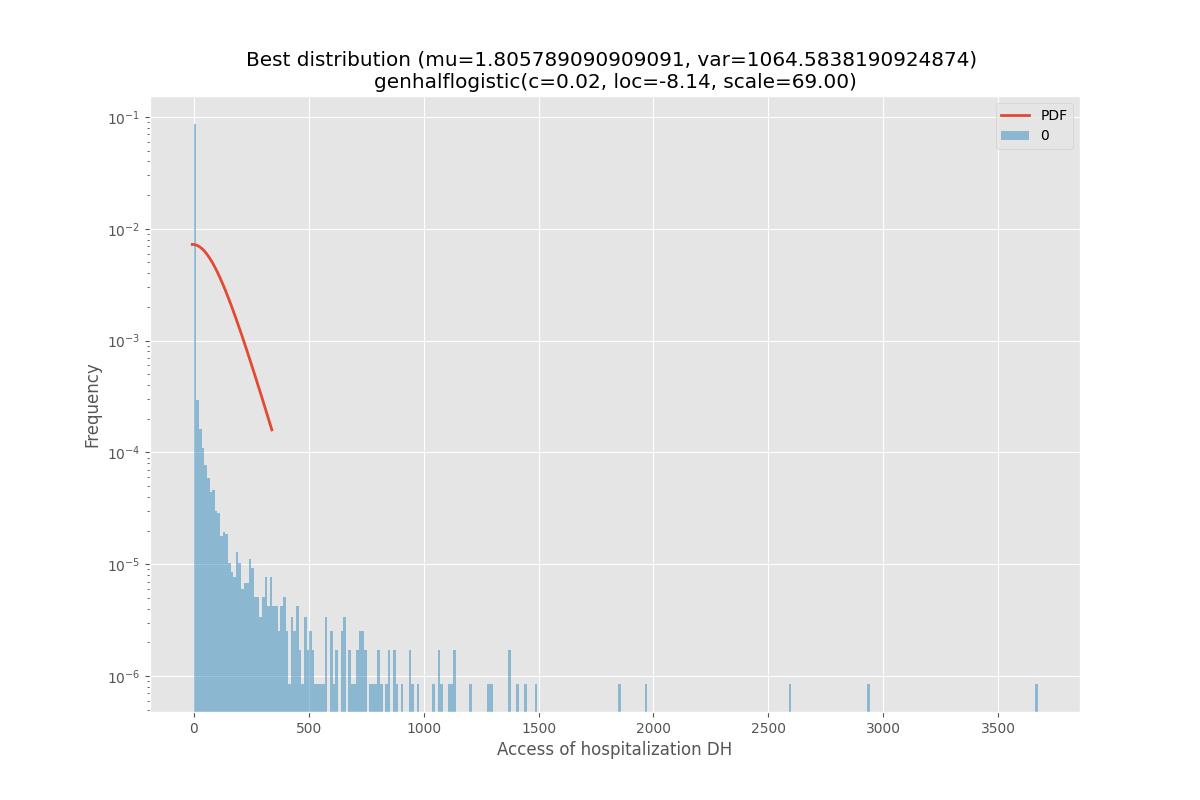 Best distribution (mu=1.805789090909091, var=1064.5838190924874)
genhalflogistic(c=0.02, loc=-8.14, scale=69.00)
PDF
0
10⁻¹
10⁻²
10⁻³
10⁻⁴
10⁻⁵
10⁻⁶
Frequency
0 500 1000 1500 2000 2500 3000 3500
Access of hospitalization DH